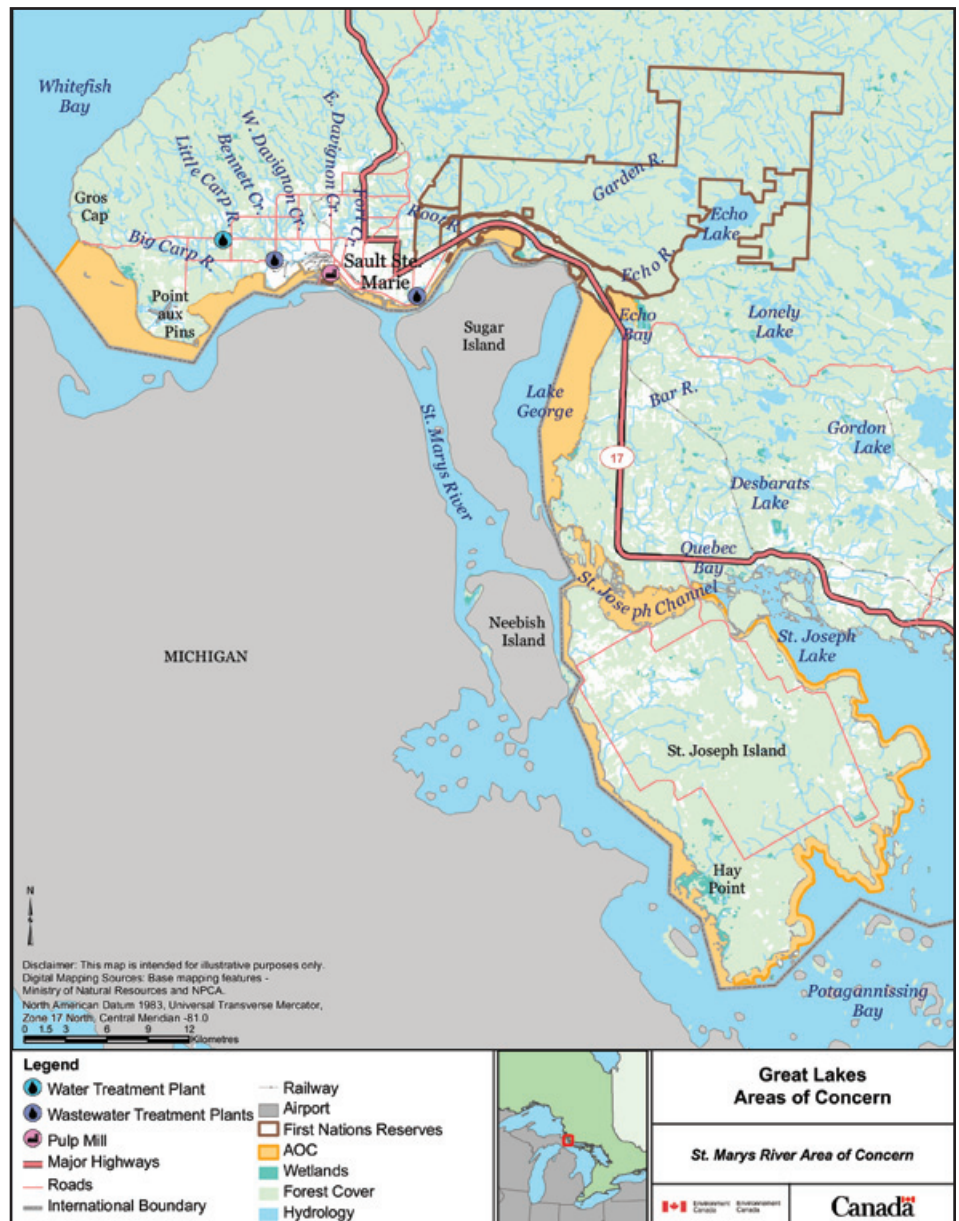 Whitefish
Bay
Gros
Cap
Big Carp R.
Little Carp R.
Bennett Cr.
W. Davignon Cr.
E. Davignon Cr.
Fort Cr.
Root R.
Garden R.
Echo
Lake
Echo R.
Sault Ste.
Marie
Point
aux
Pins
Sugar
Island
Echo
Bay
Lonely
Lake
Lake
George
Bar R.
Gordon
Lake
17
St. Marys River
Desbarats
Lake
Quebec
Bay
St. Joseph Channel
Neebish
Island
St. Joseph
Lake
MICHIGAN
St. Joseph Island
Hay
Point
Potagannissing
Bay
N
Disclaimer: This map is intended for illustrative purposes only.
Digital Mapping Sources: Base mapping features -
Ministry of Natural Resources and NPCA.
North American Datum 1983, Universal Transverse Mercator,
Zone 17 North, Central Meridian -81.0
0 1.5 3 6 9 12
Kilometres
Legend
Water Treatment Plant
Wastewater Treatment Plants
Pulp Mill
Major Highways
Roads
International Boundary
Railway
Airport
First Nations Reserves
AOC
Wetlands
Forest Cover
Hydrology
Great Lakes
Areas of Concern
St. Marys River Area of Concern
Environment Environnement
Canada Canada
Canada